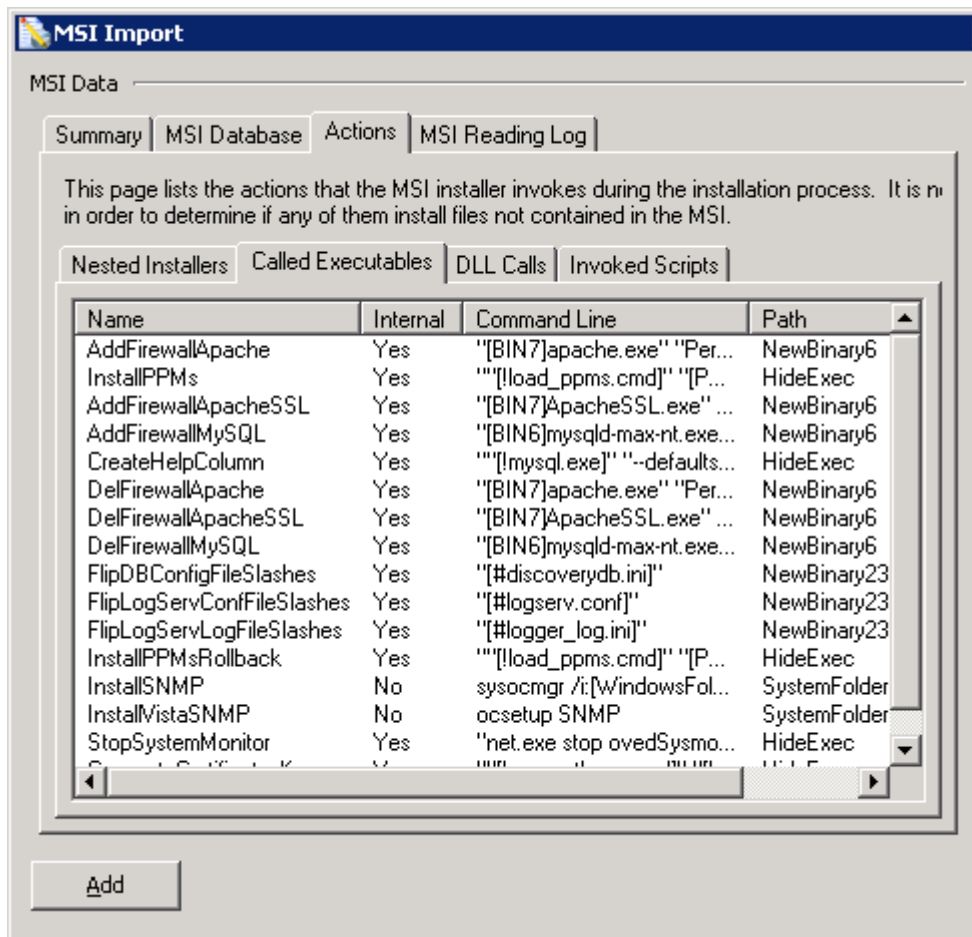 MSI Import
MSI Data
Summary MSI Database Actions MSI Reading Log
This page lists the actions that the MSI installer invokes during the installation process. It is
in order to determine if any of them install files not contained in the MSI.
Nested Installers Called Executables DLL Calls Invoked Scripts
Name Internal Command Line Path
AddFirewallApache Yes "[BIN7]apache.exe" "Per... NewBinary6
InstallPPMs Yes ""[!load_ppms.cmd]" "[P... HideExec
AddFirewallApacheSSL Yes "[BIN7]ApacheSSL.exe" ... NewBinary6
AddFirewallMySQL Yes "[BIN6]mysqld-max-nt.exe... NewBinary6
CreateHelpColumn Yes ""[!mysql.exe]" "--defaults... HideExec
DelFirewallApache Yes "[BIN7]apache.exe" "Per... NewBinary6
DelFirewallApacheSSL Yes "[BIN7]ApacheSSL.exe" ... NewBinary6
DelFirewallMySQL Yes "[BIN6]mysqld-max-nt.exe... NewBinary6
FlipDBConfigFileSlashes Yes "[#discoverydb.ini]" NewBinary23
FlipLogServConfFileSlashes Yes "[#logserv.conf]" NewBinary23
FlipLogServLogFileSlashes Yes "[#logger_log.ini]" NewBinary23
InstallPPMsRollback Yes ""[!load_ppms.cmd]" "[P... HideExec
InstallSNMP No sysocmgr /i:[WindowsFol... SystemFolder
InstallVistaSNMP No ocsetup SNMP SystemFolder
StopSystemMonitor Yes "net.exe stop ovedSysmo... HideExec
Add